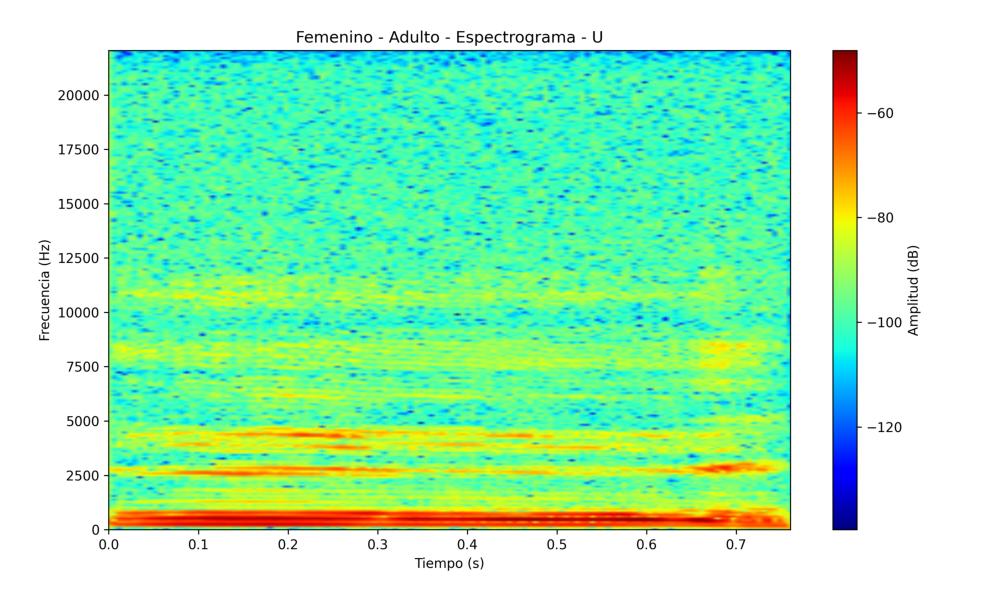 Femenino - Adulto - Espectrograma - U
Frecuencia (Hz)
20000
17500
15000
12500
10000
7500
5000
2500
0
0.0 0.1 0.2 0.3 0.4 0.5 0.6 0.7
Tiempo (s)
−60
−80
−100
−120
Amplitud (dB)